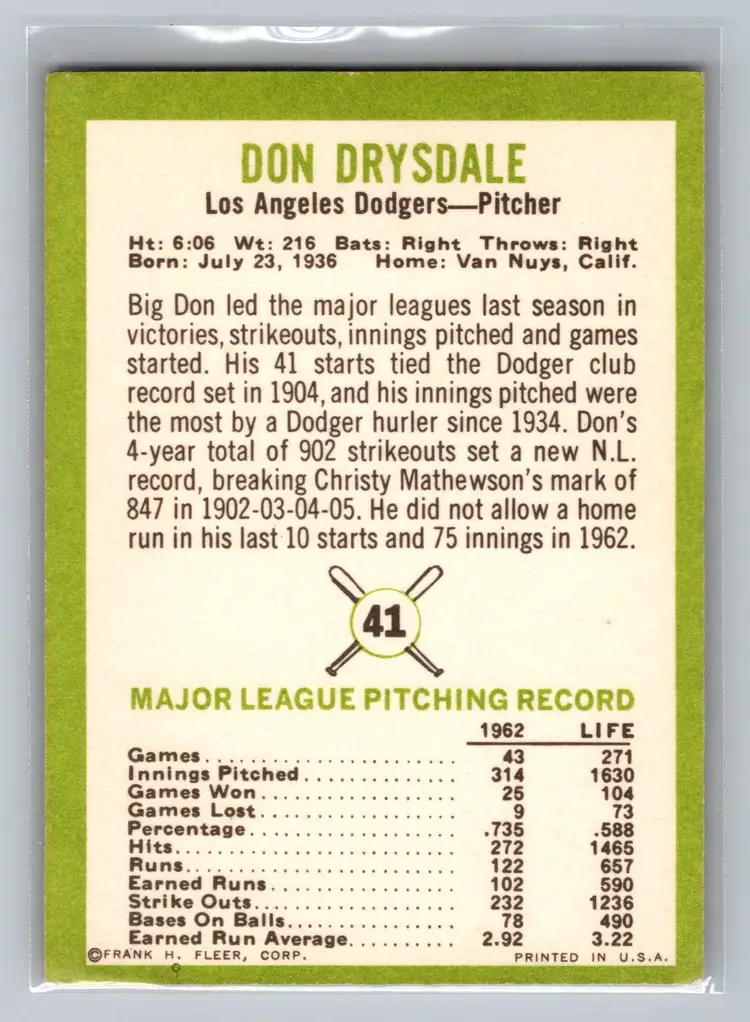 DON DRYSDALE
Los Angeles Dodgers—Pitcher
Ht: 6:06 Wt: 216 Bats: Right Throws: Right
Born: July 23, 1936 Home: Van Nuys, Calif.
Big Don led the major leagues last season in
victories, strikeouts, innings pitched and games
started. His 41 starts tied the Dodger club
record set in 1904, and his innings pitched were
the most by a Dodger hurler since 1934. Don's
4-year total of 902 strikeouts set a new N.L.
record, breaking Christy Mathewson's mark of
847 in 1902-03-04-05. He did not allow a home
run in his last 10 starts and 75 innings in 1962.
41
MAJOR LEAGUE PITCHING RECORD
1962 LIFE
Games 43 271
Innings Pitched 314 1630
Games Won 25 104
Games Lost 9 73
Percentage .735 .588
Hits 272 1465
Runs 122 657
Earned Runs 102 590
Strike Outs 232 1236
Bases On Balls 78 490
Earned Run Average 2.92 3.22
©FRANK H. FLEER, CORP. PRINTED IN U.S.A.